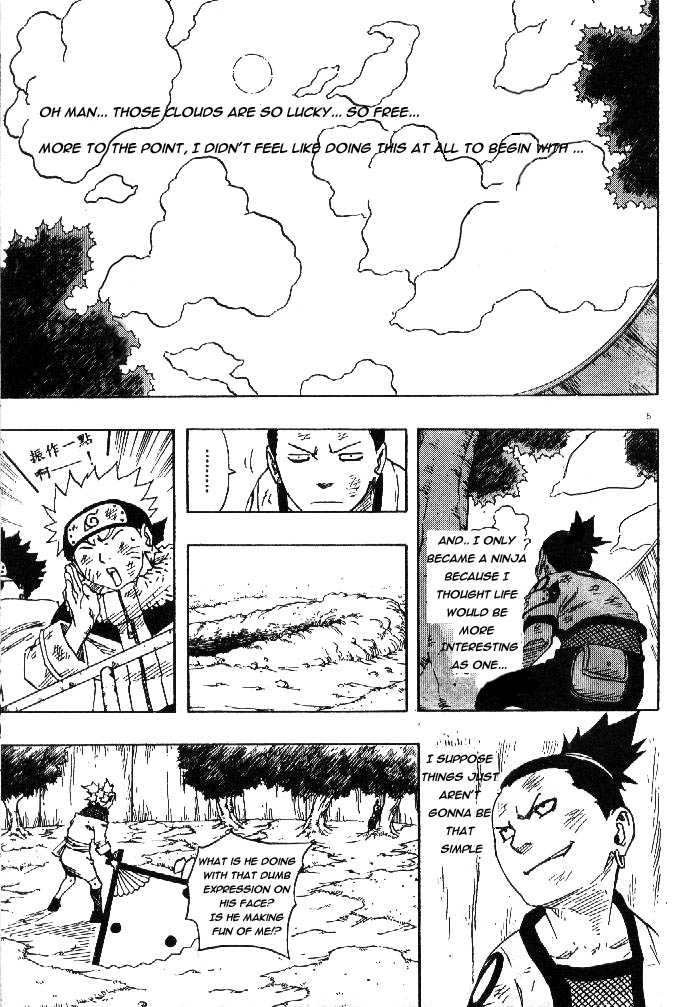 OH MAN... THOSE CLOUDS ARE SO LUCKY... SO FREE...
MORE TO THE POINT, I DIDN'T FEEL LIKE DOING THIS AT ALL TO BEGIN WITH ...
5
AND.. I ONLY
BECAME A NINJA
BECAUSE I
THOUGHT LIFE
WOULD BE
MORE
INTERESTING
AS ONE...
.........
振作一點
啊——！
I SUPPOSE
THINGS JUST
AREN'T
GONNA BE
THAT
SIMPLE
WHAT IS HE DOING
WITH THAT DUMB
EXPRESSION ON
HIS FACE?
IS HE MAKING
FUN OF ME!?